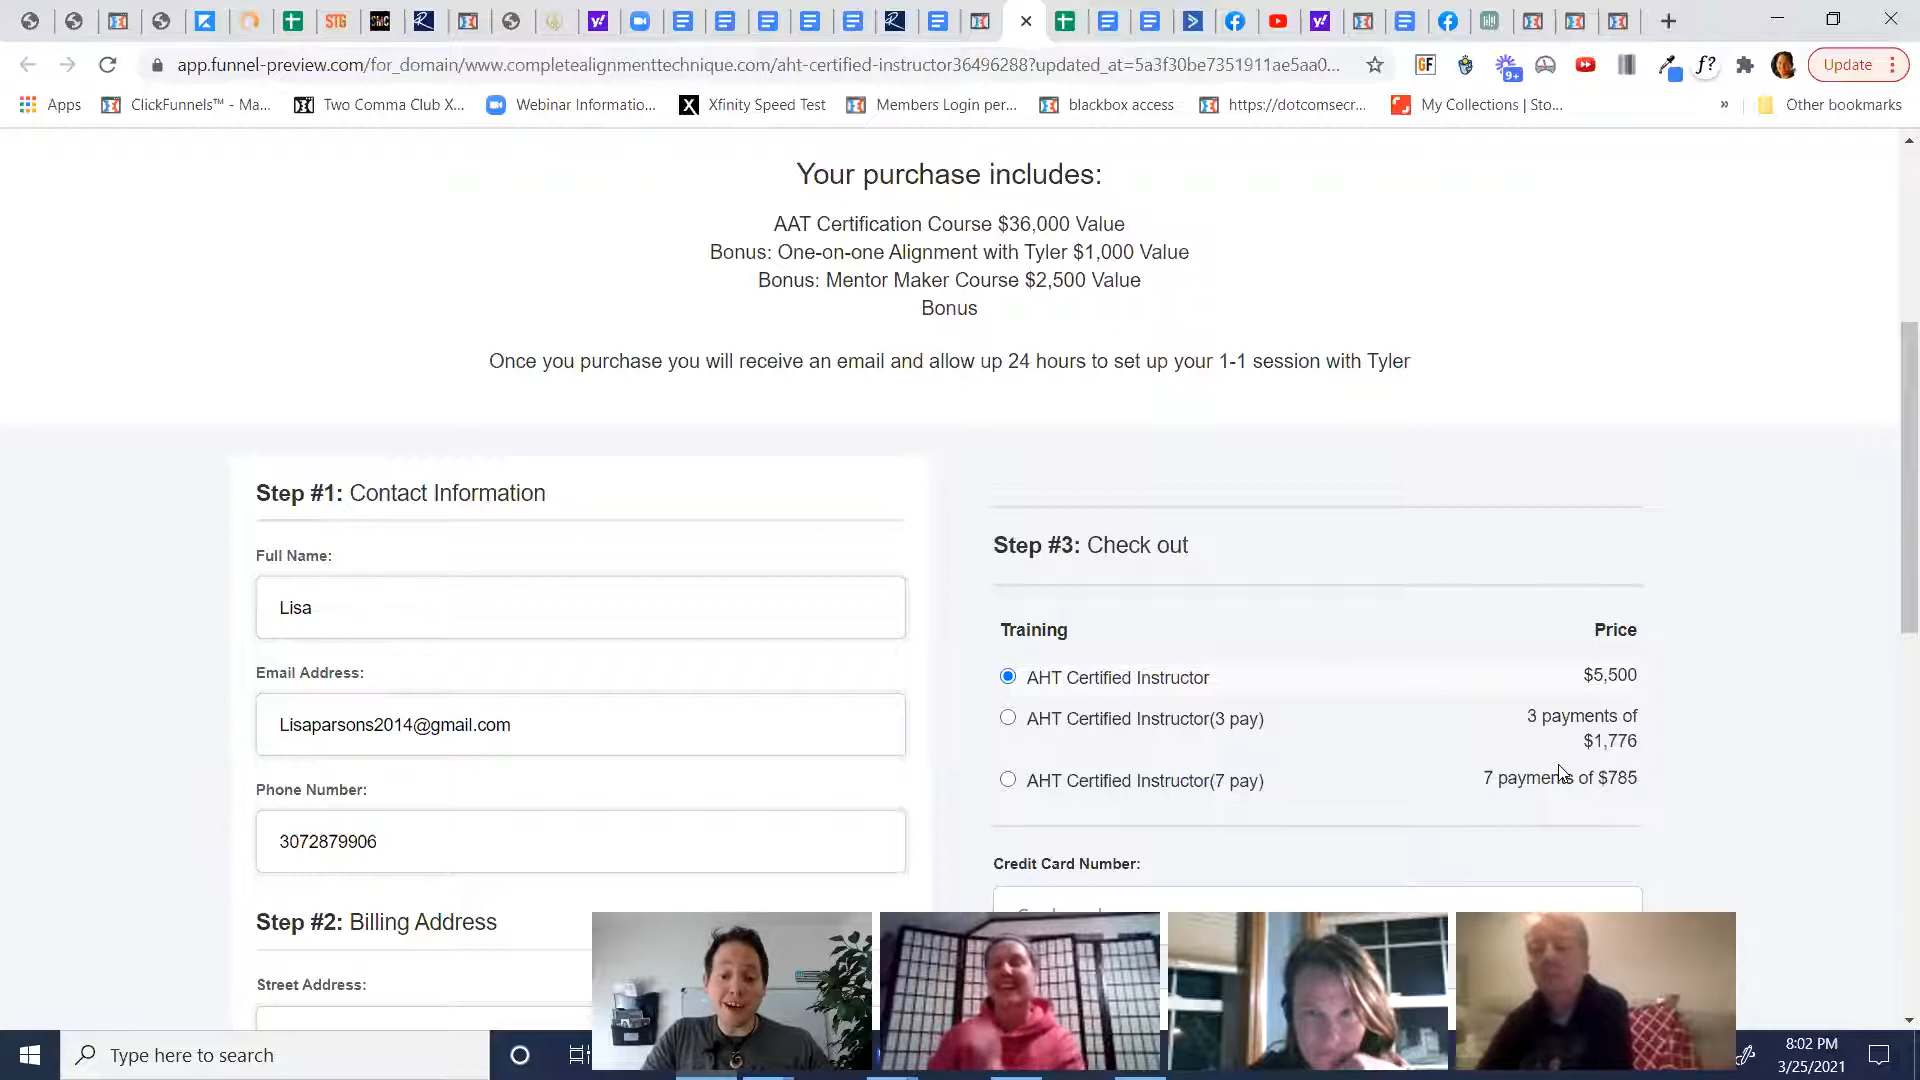 app.funnel-preview.com/for_domain/www.completealignmenttechnique.com/aht-certified-instructor36496288?updated_at=5a3f30be7351911ae5aa0...
9+
f?
Update
Apps
ClickFunnels™ - Ma...
Two Comma Club X...
Webinar Informatio...
Xfinity Speed Test
Members Login per...
blackbox access
https://dotcomsecr...
My Collections | Sto...
»
Other bookmarks
Your purchase includes:
AAT Certification Course $36,000 Value
Bonus: One-on-one Alignment with Tyler $1,000 Value
Bonus: Mentor Maker Course $2,500 Value
Bonus
Once you purchase you will receive an email and allow up 24 hours to set up your 1-1 session with Tyler
Step #1: Contact Information
Full Name:
Lisa
Email Address:
Lisaparsons2014@gmail.com
Phone Number:
3072879906
Step #2: Billing Address
Street Address:
Step #3: Check out
Training Price
AHT Certified Instructor $5,500
AHT Certified Instructor(3 pay) 3 payments of
$1,776
AHT Certified Instructor(7 pay) 7 payments of $785
Credit Card Number:
Type here to search
8:02 PM
3/25/2021